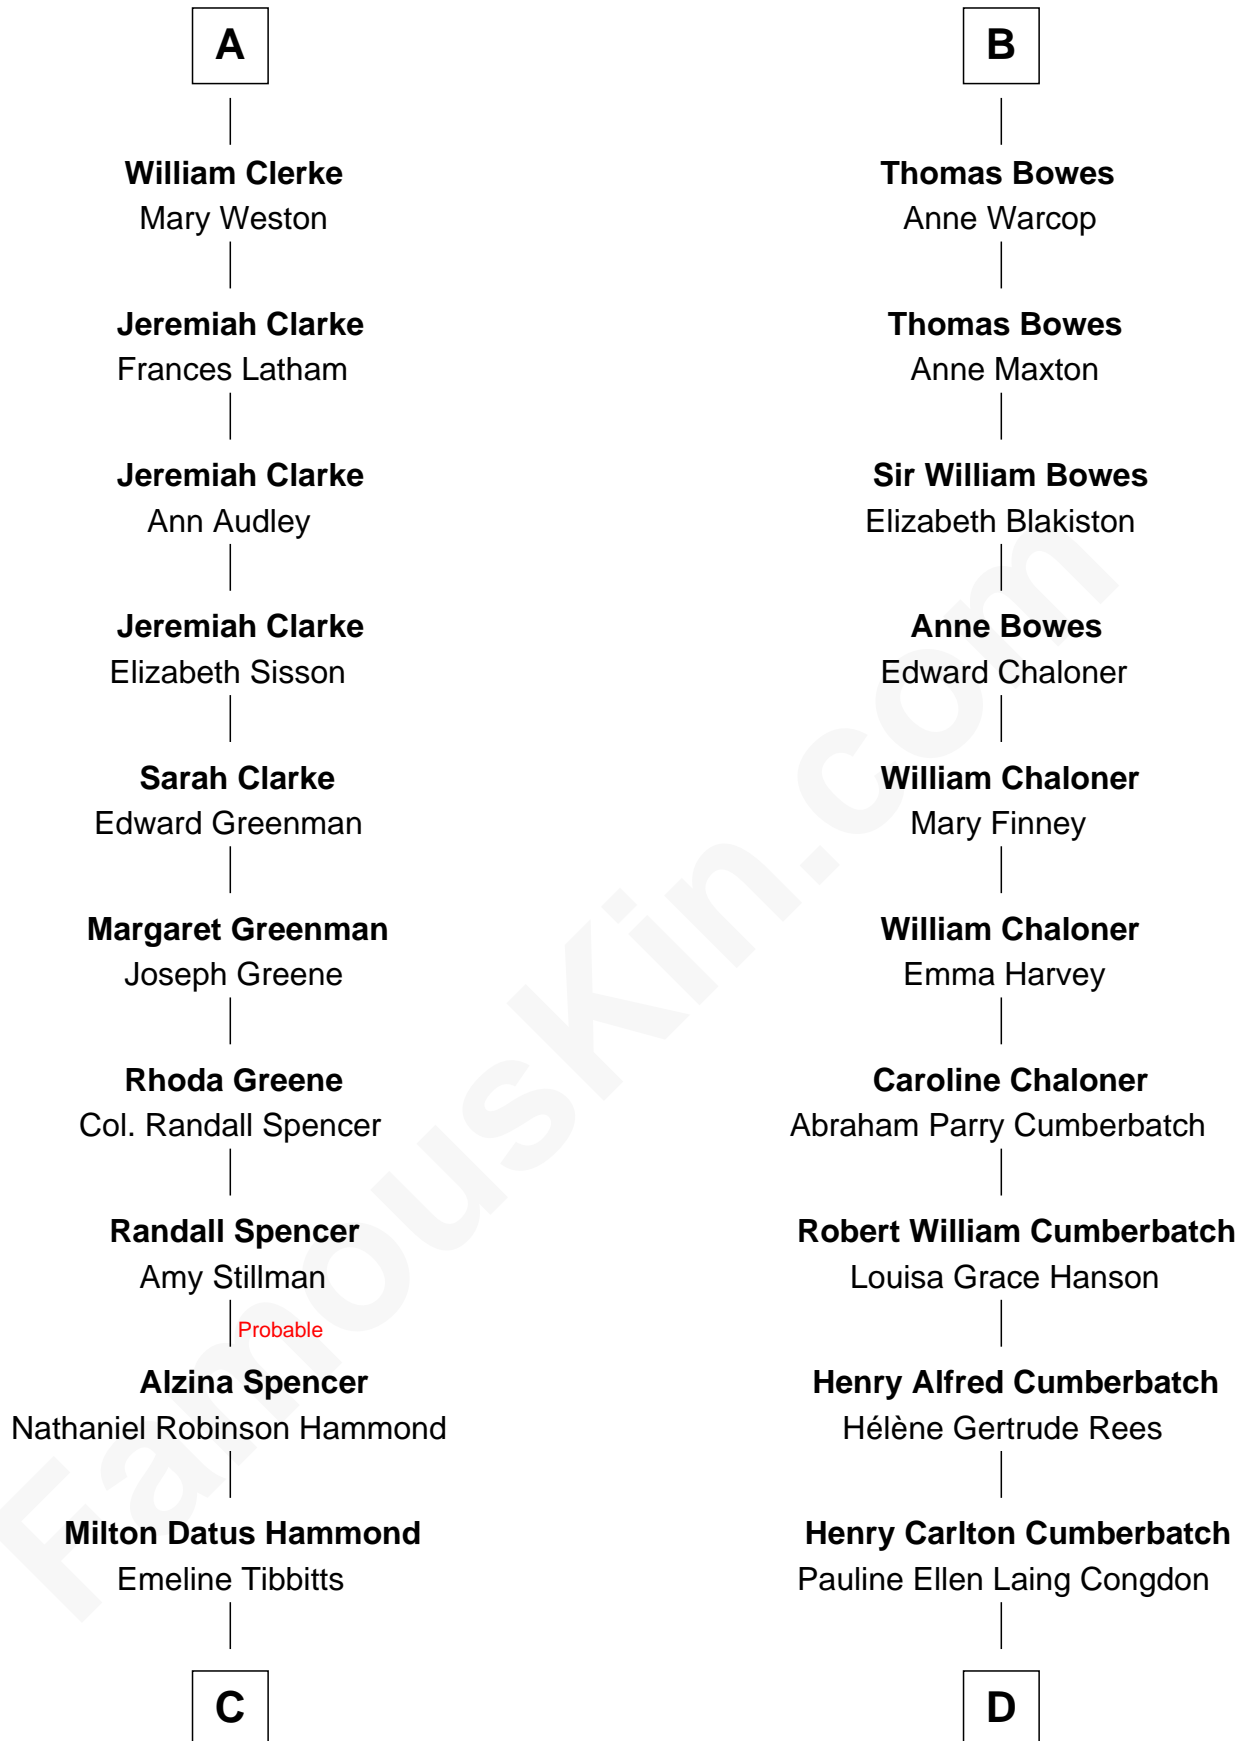 A
William Clerke
Mary Weston
Jeremiah Clarke
Frances Latham
Jeremiah Clarke
Ann Audley
Jeremiah Clarke
Elizabeth Sisson
Sarah Clarke
Edward Greenman
Margaret Greenman
Joseph Greene
Rhoda Greene
Col. Randall Spencer
Randall Spencer
Amy Stillman
Probable
Alzina Spencer
Nathaniel Robinson Hammond
Milton Datus Hammond
Emeline Tibbitts
C
B
Thomas Bowes
Anne Warcop
Thomas Bowes
Anne Maxton
Sir William Bowes
Elizabeth Blakiston
Anne Bowes
Edward Chaloner
William Chaloner
Mary Finney
William Chaloner
Emma Harvey
Caroline Chaloner
Abraham Parry Cumberbatch
Robert William Cumberbatch
Louisa Grace Hanson
Henry Alfred Cumberbatch
Hélène Gertrude Rees
Henry Carlton Cumberbatch
Pauline Ellen Laing Congdon
D
FamousKin.com